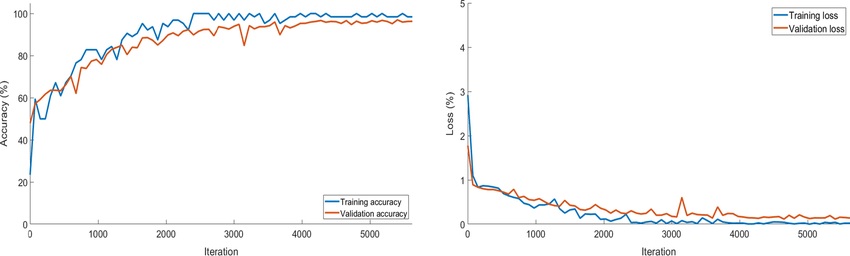 100
80
60
40
20
0
Accuracy (%)
Training accuracy
Validation accuracy
0 1000 2000 3000 4000 5000
Iteration
5
4
3
2
1
0
Loss (%)
Training loss
Validation loss
0 1000 2000 3000 4000 5000
Iteration